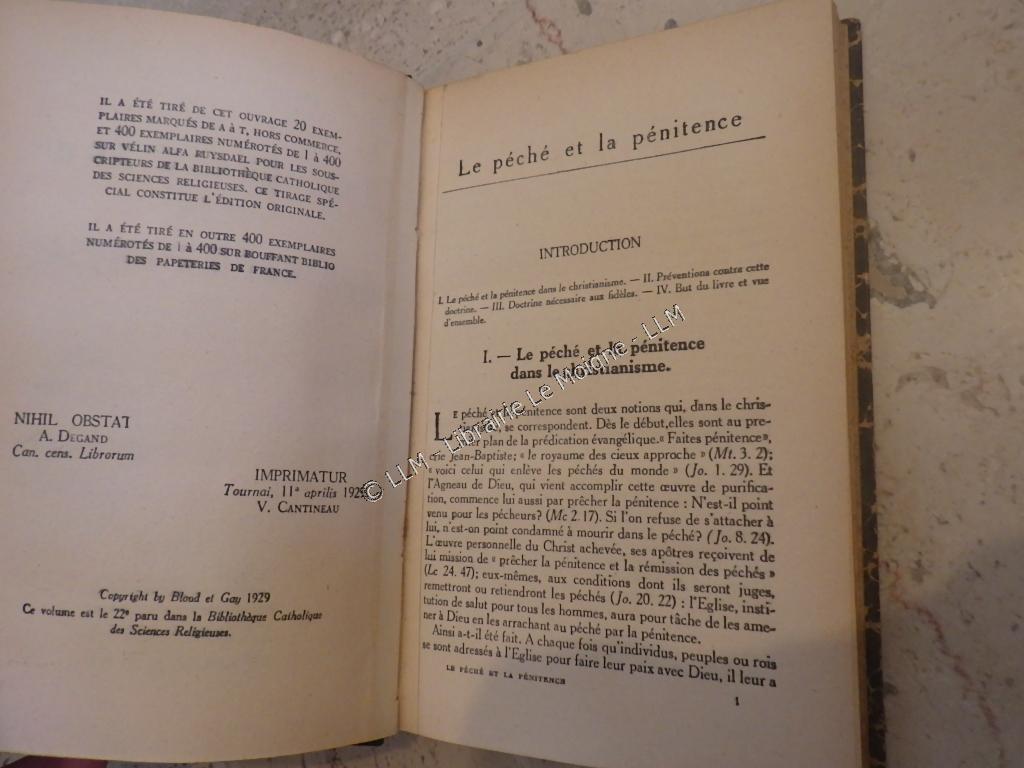 IL A ÉTÉ TIRÉ DE CET OUVRAGE 20 EXEM-
PLAIRES MARQUÉS DE A à T, HORS COMMERCE,
ET 400 EXEMPLAIRES NUMÉROTÉS DE 1 à 400
SUR VÉLIN ALFA RUYSDAEL POUR LES SOUS-
CRIPTEURS DE LA BIBLIOTHÈQUE CATHOLIQUE
DES SCIENCES RELIGIEUSES. CE TIRAGE SPÉ-
CIAL CONSTITUE L'ÉDITION ORIGINALE.
IL A ÉTÉ TIRÉ EN OUTRE 400 EXEMPLAIRES
NUMÉROTÉS DE 1 à 400 SUR BOUFFANT BIBLIO
DES PAPETERIES DE FRANCE.
NIHIL OBSTAT
A. DEGAND
Can. cens. Librorum
IMPRIMATUR
Tournai, 11ª aprilis
V. CANTINEAU
Copyright by Bloud et Gay 1929
Ce volume est le 22e paru dans la Bibliothèque Catholique
des Sciences Religieuses.
Le péché et la pénitence
INTRODUCTION
I. Le péché et la pénitence dans le christianisme. — II. Préventions contre cette
doctrine. — III. Doctrine nécessaire aux fidèles. — IV. But du livre et vue
d'ensemble.
I. — Le péché et la pénitence
dans le christianisme.
LE péché et la pénitence sont deux notions qui, dans le chris-
tianisme, se correspondent. Dès le début, elles sont au pre-
mier plan de la prédication évangélique. « Faites pénitence »,
crie Jean-Baptiste; « le royaume des cieux approche » (Mt. 3. 2);
« voici celui qui enlève les péchés du monde » (Jo. 1. 29). Et
l'Agneau de Dieu, qui vient accomplir cette œuvre de purifica-
tion, commence lui aussi par prêcher la pénitence : N'est-il point
venu pour les pécheurs? (Mc 2. 17). Si l'on refuse de s'attacher à
lui, n'est-on point condamné à mourir dans le péché? (Jo. 8. 24).
L'œuvre personnelle du Christ achevée, ses apôtres reçoivent de
lui mission de « prêcher la pénitence et la rémission des péchés »
(Lc 24. 47); eux-mêmes, aux conditions dont ils seront juges,
remettront ou retiendront les péchés (Jo. 20. 22) : l'Eglise, insti-
tution de salut pour tous les hommes, aura pour tâche de les ame-
ner à Dieu en les arrachant au péché par la pénitence.
Ainsi a-t-il été fait. A chaque fois qu'individus, peuples ou rois
se sont adressés à l'Eglise pour faire leur paix avec Dieu, il leur a
LE PÉCHÉ ET LA PÉNITENCE
1
© LLM - Librairie Le Moione - LLM